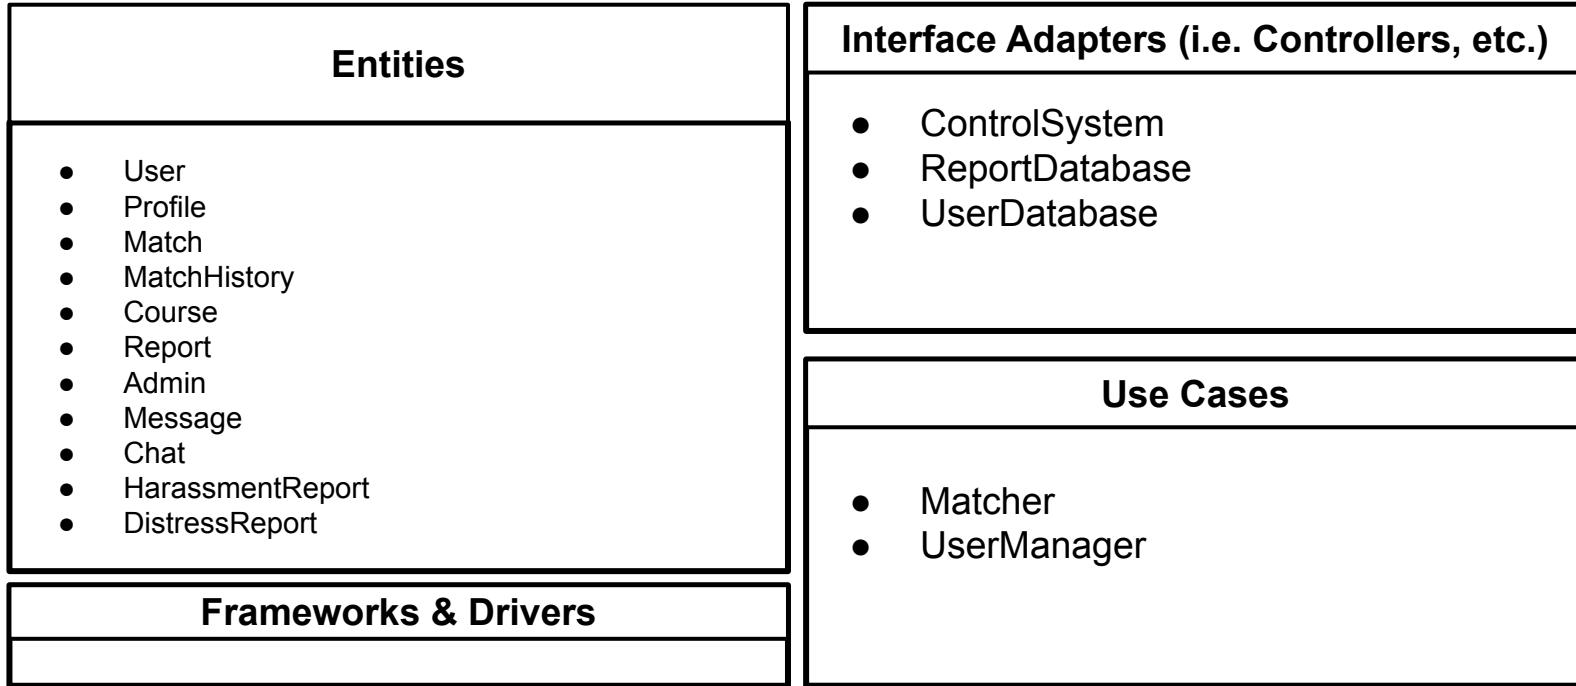 Entities
● User
● Profile
● Match
● MatchHistory
● Course
● Report
● Admin
● Message
● Chat
● HarassmentReport
● DistressReport
Frameworks & Drivers
Interface Adapters (i.e. Controllers, etc.)
● ControlSystem
● ReportDatabase
● UserDatabase
Use Cases
● Matcher
● UserManager